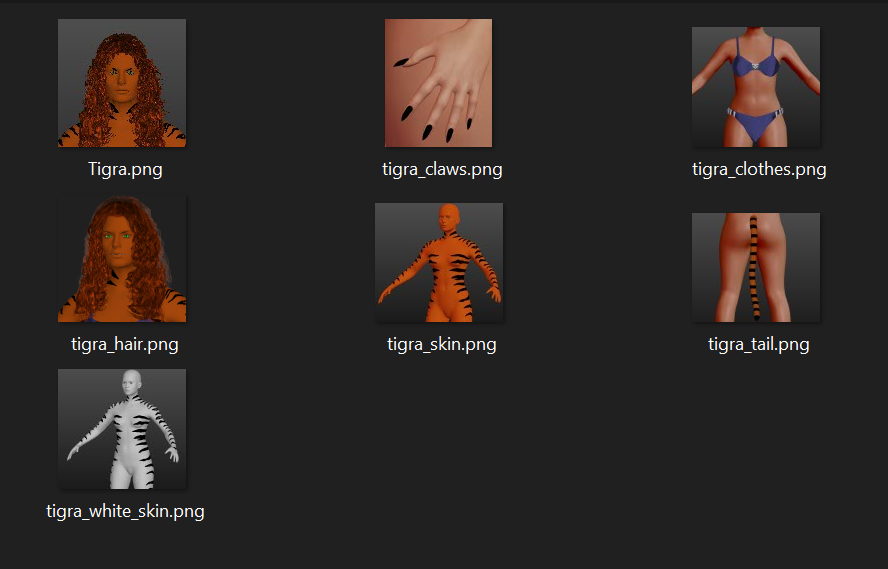 Tigra.png
tigra_claws.png
tigra_clothes.png
tigra_hair.png
tigra_skin.png
tigra_tail.png
tigra_white_skin.png